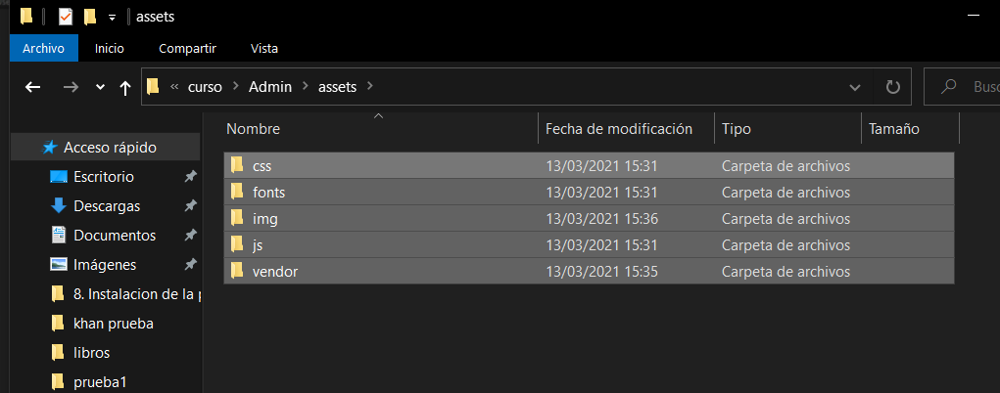 assets
Archivo Inicio Compartir Vista
« curso > Admin > assets > Busc
Nombre Fecha de modificación Tipo Tamaño
Acceso rápido
Escritorio
Descargas
Documentos
Imágenes
8. Instalacion de la p
khan prueba
libros
prueba1
css 13/03/2021 15:31 Carpeta de archivos
fonts 13/03/2021 15:31 Carpeta de archivos
img 13/03/2021 15:36 Carpeta de archivos
js 13/03/2021 15:31 Carpeta de archivos
vendor 13/03/2021 15:35 Carpeta de archivos